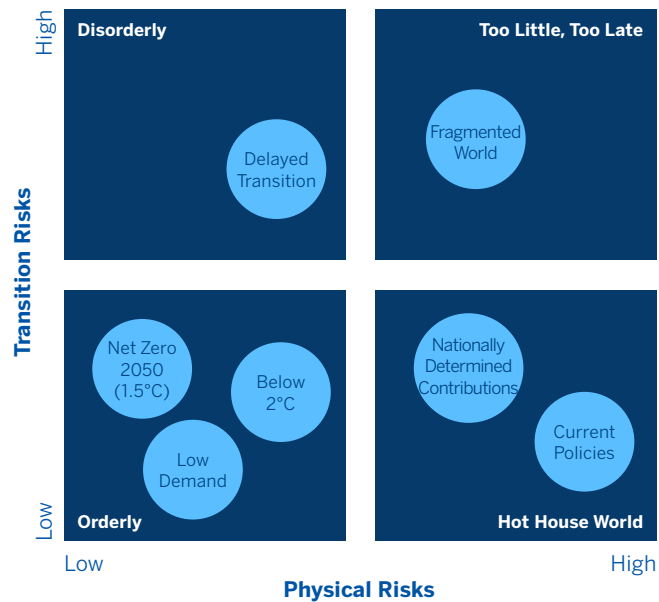 High
Disorderly
Too Little, Too Late
Delayed
Transition
Fragmented
World
Transition Risks
Net Zero
2050
(1.5°C)
Below
2°C
Low
Demand
Nationally
Determined
Contributions
Current
Policies
Orderly
Hot House World
Low
Low
High
Physical Risks